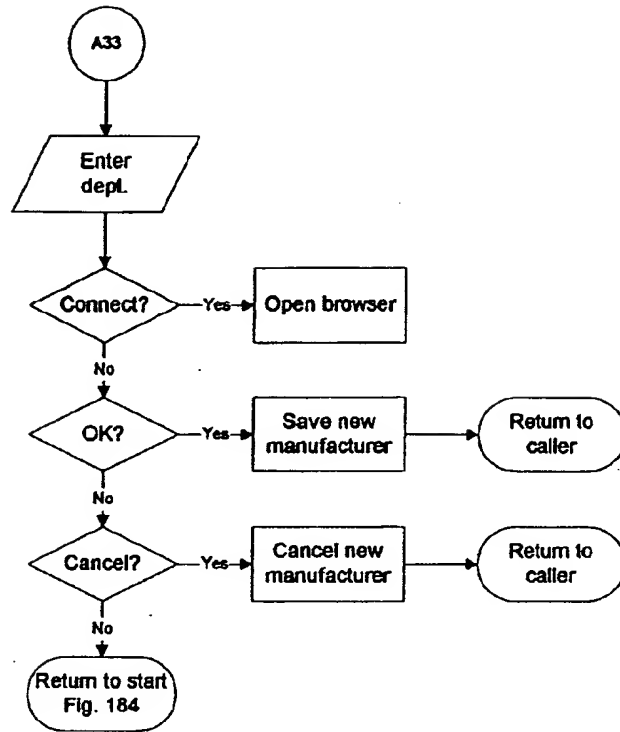 A33
Enter
dept.
Connect?
Yes
Open browser
No
OK?
Yes
Save new
manufacturer
Return to
caller
No
Cancel?
Yes
Cancel new
manufacturer
Return to
caller
No
Return to start
Fig. 184